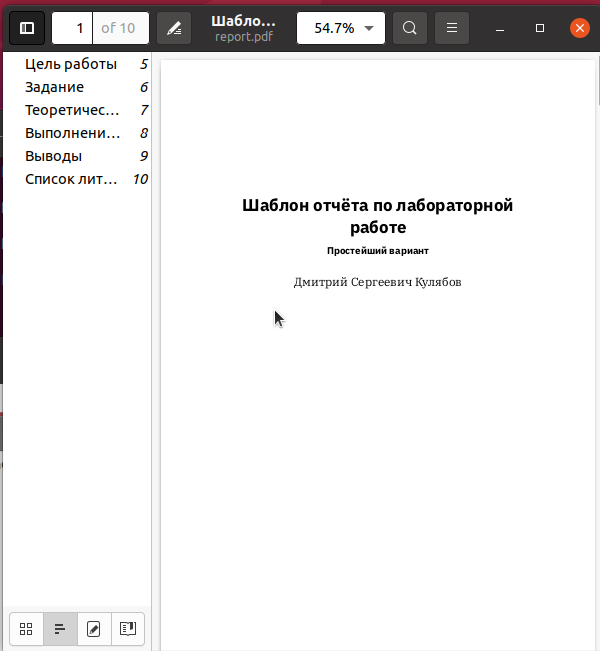 1 of 10
Шабло...
report.pdf
54.7%
Цель работы 5
Задание 6
Теоретичес... 7
Выполнени... 8
Выводы 9
Список лит... 10
Шаблон отчёта по лабораторной
работе
Простейший вариант
Дмитрий Сергеевич Кулябов